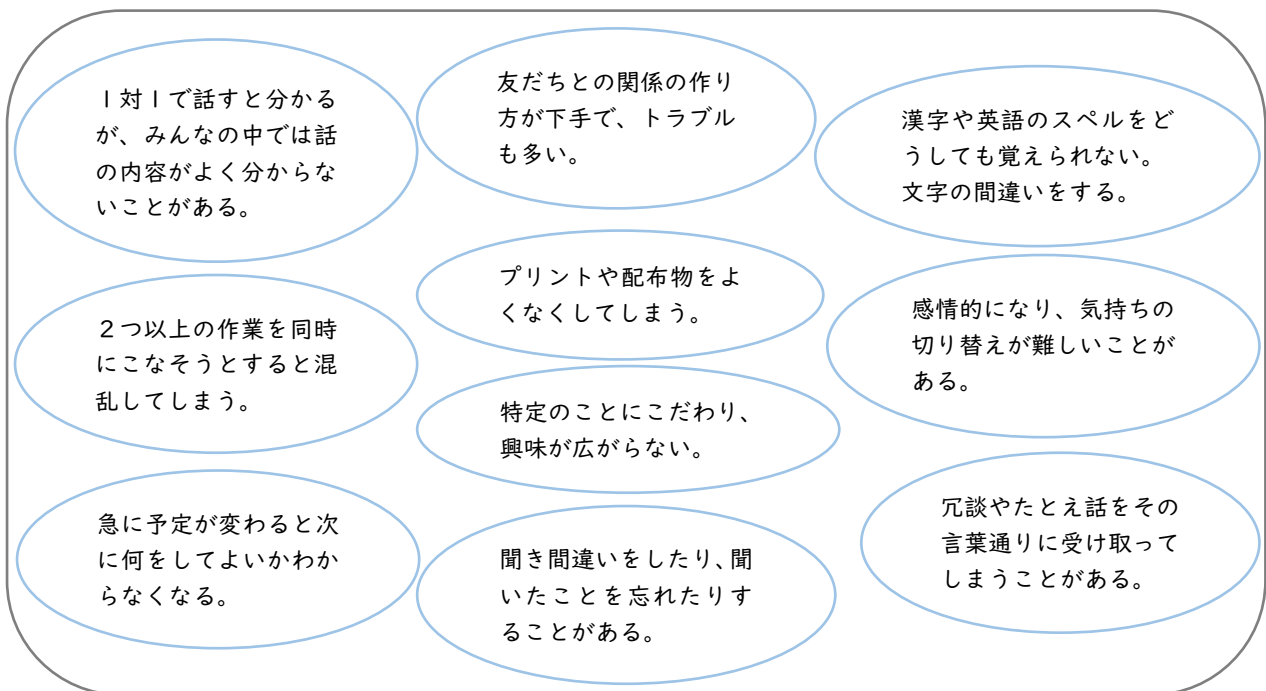 1対1で話すと分かる
が、みんなの中では話
の内容がよく分からな
いことがある。
友だちとの関係の作り
方が下手で、トラブル
も多い。
漢字や英語のスペルをど
うしても覚えられない。
文字の間違いをする。
2つ以上の作業を同時
にこなそうとすると混
乱してしまう。
プリントや配布物をよ
くなくしてしまう。
感情的になり、気持ちの
切り替えが難しいことが
ある。
特定のことにこだわり、
興味が広がらない。
急に予定が変わると次
に何をしてよいかわか
らなくなる。
聞き間違いをしたり、聞
いたことを忘れたりす
ることがある。
冗談やたとえ話をその
言葉通りに受け取って
しまうことがある。